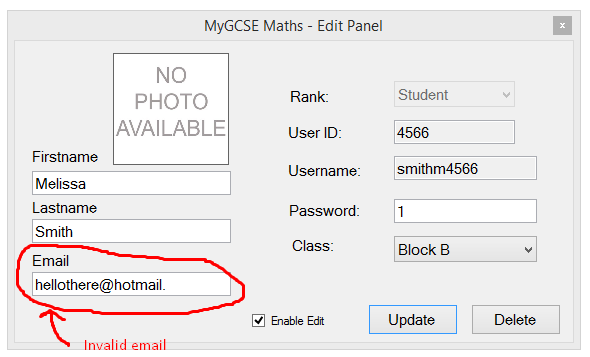 MyGCSE Maths - Edit Panel
x
NO
PHOTO
AVAILABLE
Firstname
Melissa
Lastname
Smith
Email
hellothere@hotmail.
Rank: Student
User ID: 4566
Username: smithm4566
Password: 1
Class: Block B
Enable Edit
Update
Delete
Invalid email